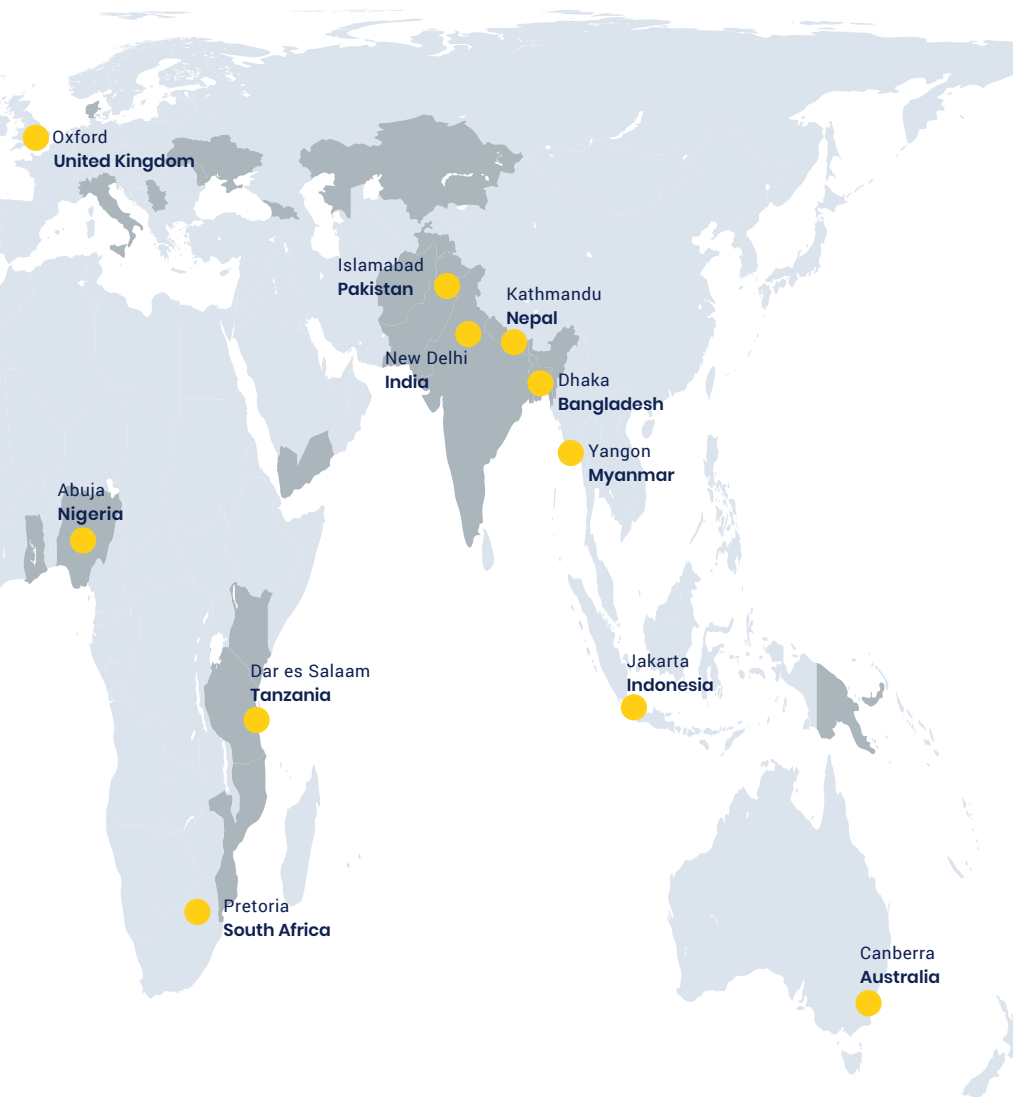 Oxford
United Kingdom
Islamabad
Pakistan
Kathmandu
Nepal
New Delhi
India
Dhaka
Bangladesh
Yangon
Myanmar
Abuja
Nigeria
Jakarta
Indonesia
Dar es Salaam
Tanzania
Pretoria
South Africa
Canberra
Australia